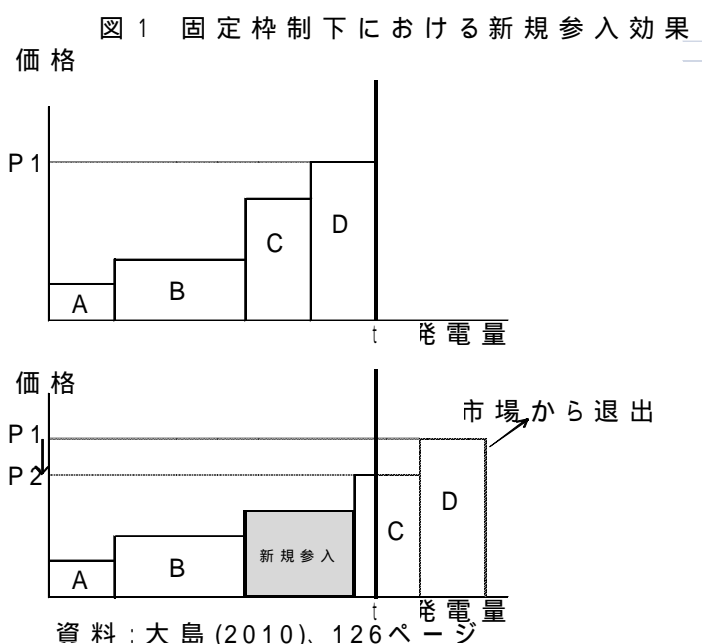 図1 固定枠制下における新規参入効果
価格
P1
D
C
B
A
t 発電量
価格
市場から退出
P1
P2
D
C
新規参入
B
A
t 発電量
資料:大島(2010)、126ページ